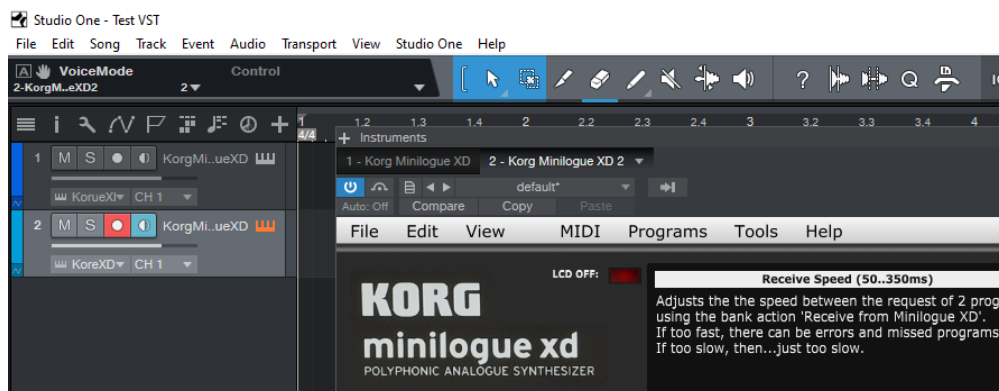 Studio One - Test VST
File Edit Song Track Event Audio Transport View Studio One Help
A VoiceMode Control
2-KorgM..eXD2 2
? Q
1 1.2 1.3 1.4 2 2.2 2.3 2.4 3 3.2 3.3 3.4 4
4/4
+ Instruments
1 M S KorgMi..ueXD
KorueXI CH 1
2 M S KorgMi..ueXD
KoreXD CH 1
1 - Korg Minilogue XD 2 - Korg Minilogue XD 2
default*
Auto: Off Compare Copy Paste
File Edit View MIDI Programs Tools Help
LCD OFF:
KORG
minilogue xd
POLYPHONIC ANALOGUE SYNTHESIZER
Receive Speed (50..350ms)
Adjusts the the speed between the request of 2 prog
using the bank action 'Receive from Minilogue XD'.
If too fast, there can be errors and missed programs
If too slow, then...just too slow.